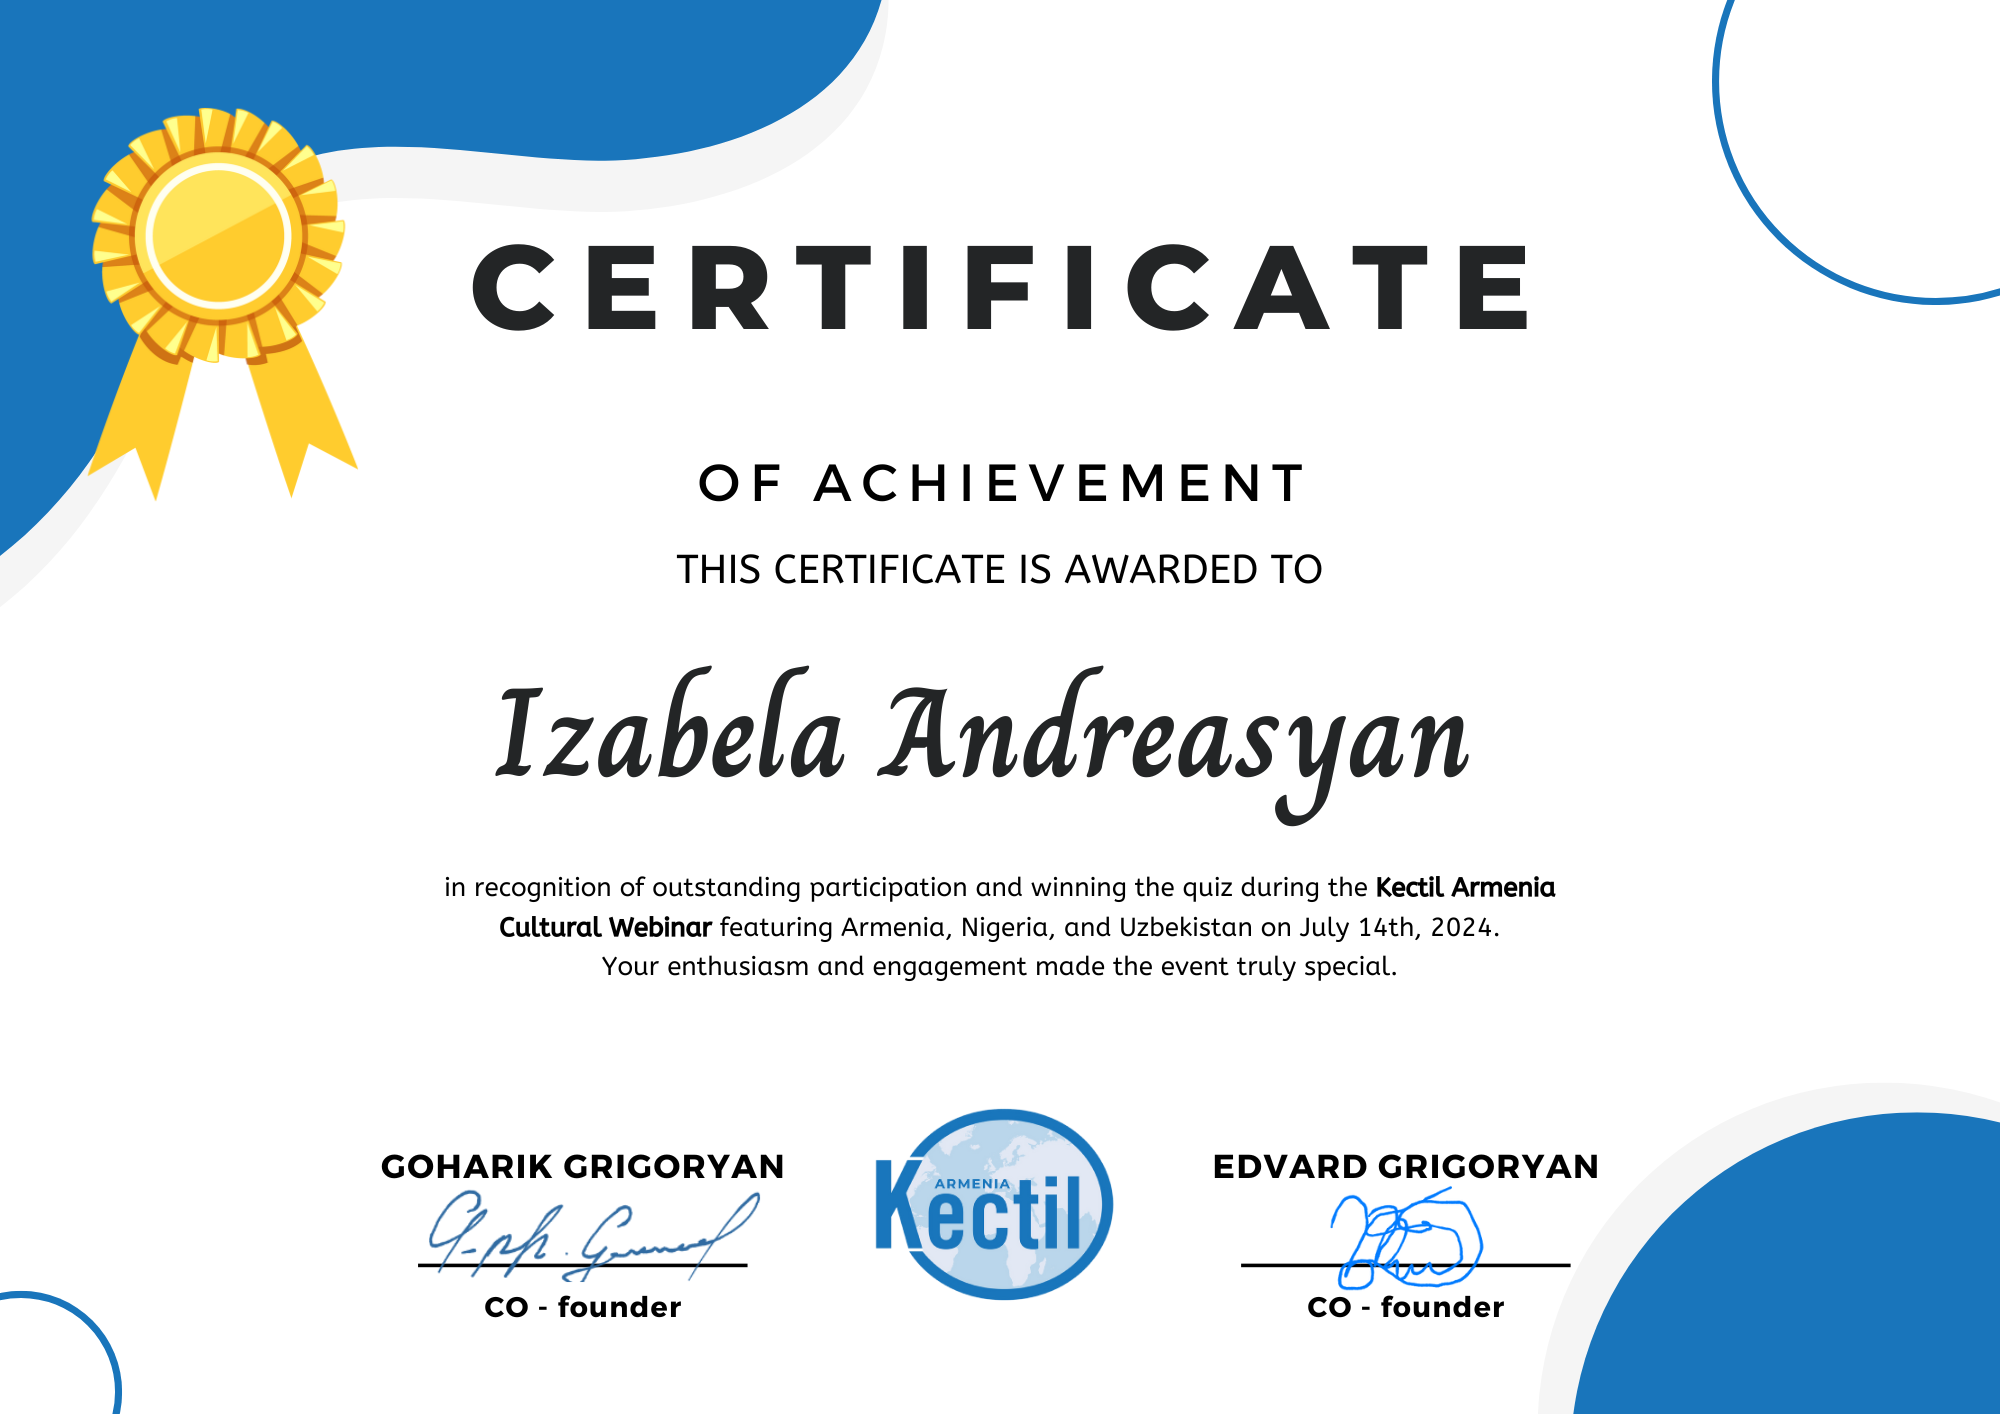 CERTIFICATE
OF ACHIEVEMENT
THIS CERTIFICATE IS AWARDED TO
Izabela Andreasyan
in recognition of outstanding participation and winning the quiz during the Kectil Armenia
Cultural Webinar featuring Armenia, Nigeria, and Uzbekistan on July 14th, 2024.
Your enthusiasm and engagement made the event truly special.
GOHARIK GRIGORYAN
CO - founder
ARMENIA
Kectil
EDVARD GRIGORYAN
CO - founder